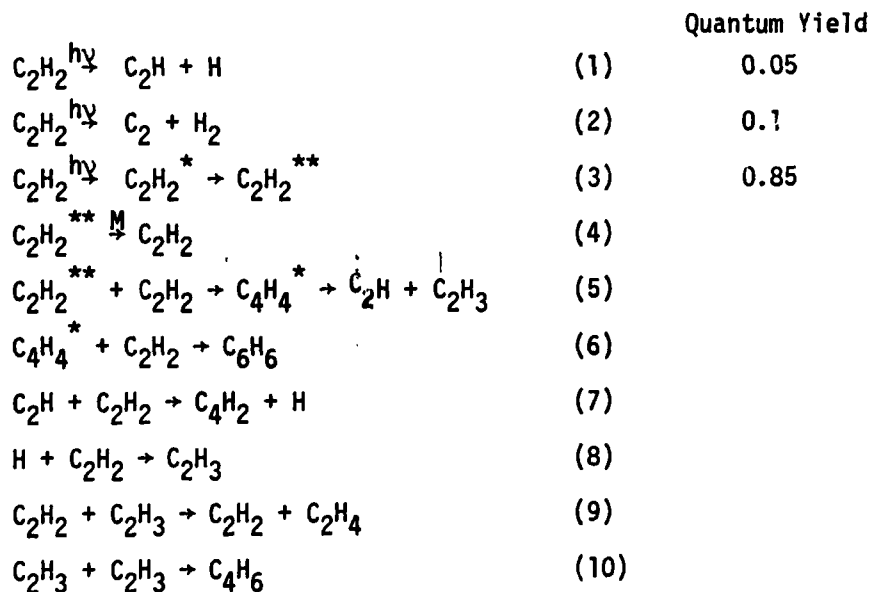 Quantum Yield
C₂H₂ →hν C₂H + H (1) 0.05
C₂H₂ →hν C₂ + H₂ (2) 0.1
C₂H₂ →hν C₂H₂* → C₂H₂** (3) 0.85
C₂H₂** →M C₂H₂ (4)
C₂H₂** + C₂H₂ → C₄H₄* → C₂H + C₂H₃ (5)
C₄H₄* + C₂H₂ → C₆H₆ (6)
C₂H + C₂H₂ → C₄H₂ + H (7)
H + C₂H₂ → C₂H₃ (8)
C₂H₂ + C₂H₃ → C₂H₂ + C₂H₄ (9)
C₂H₃ + C₂H₃ → C₄H₆ (10)